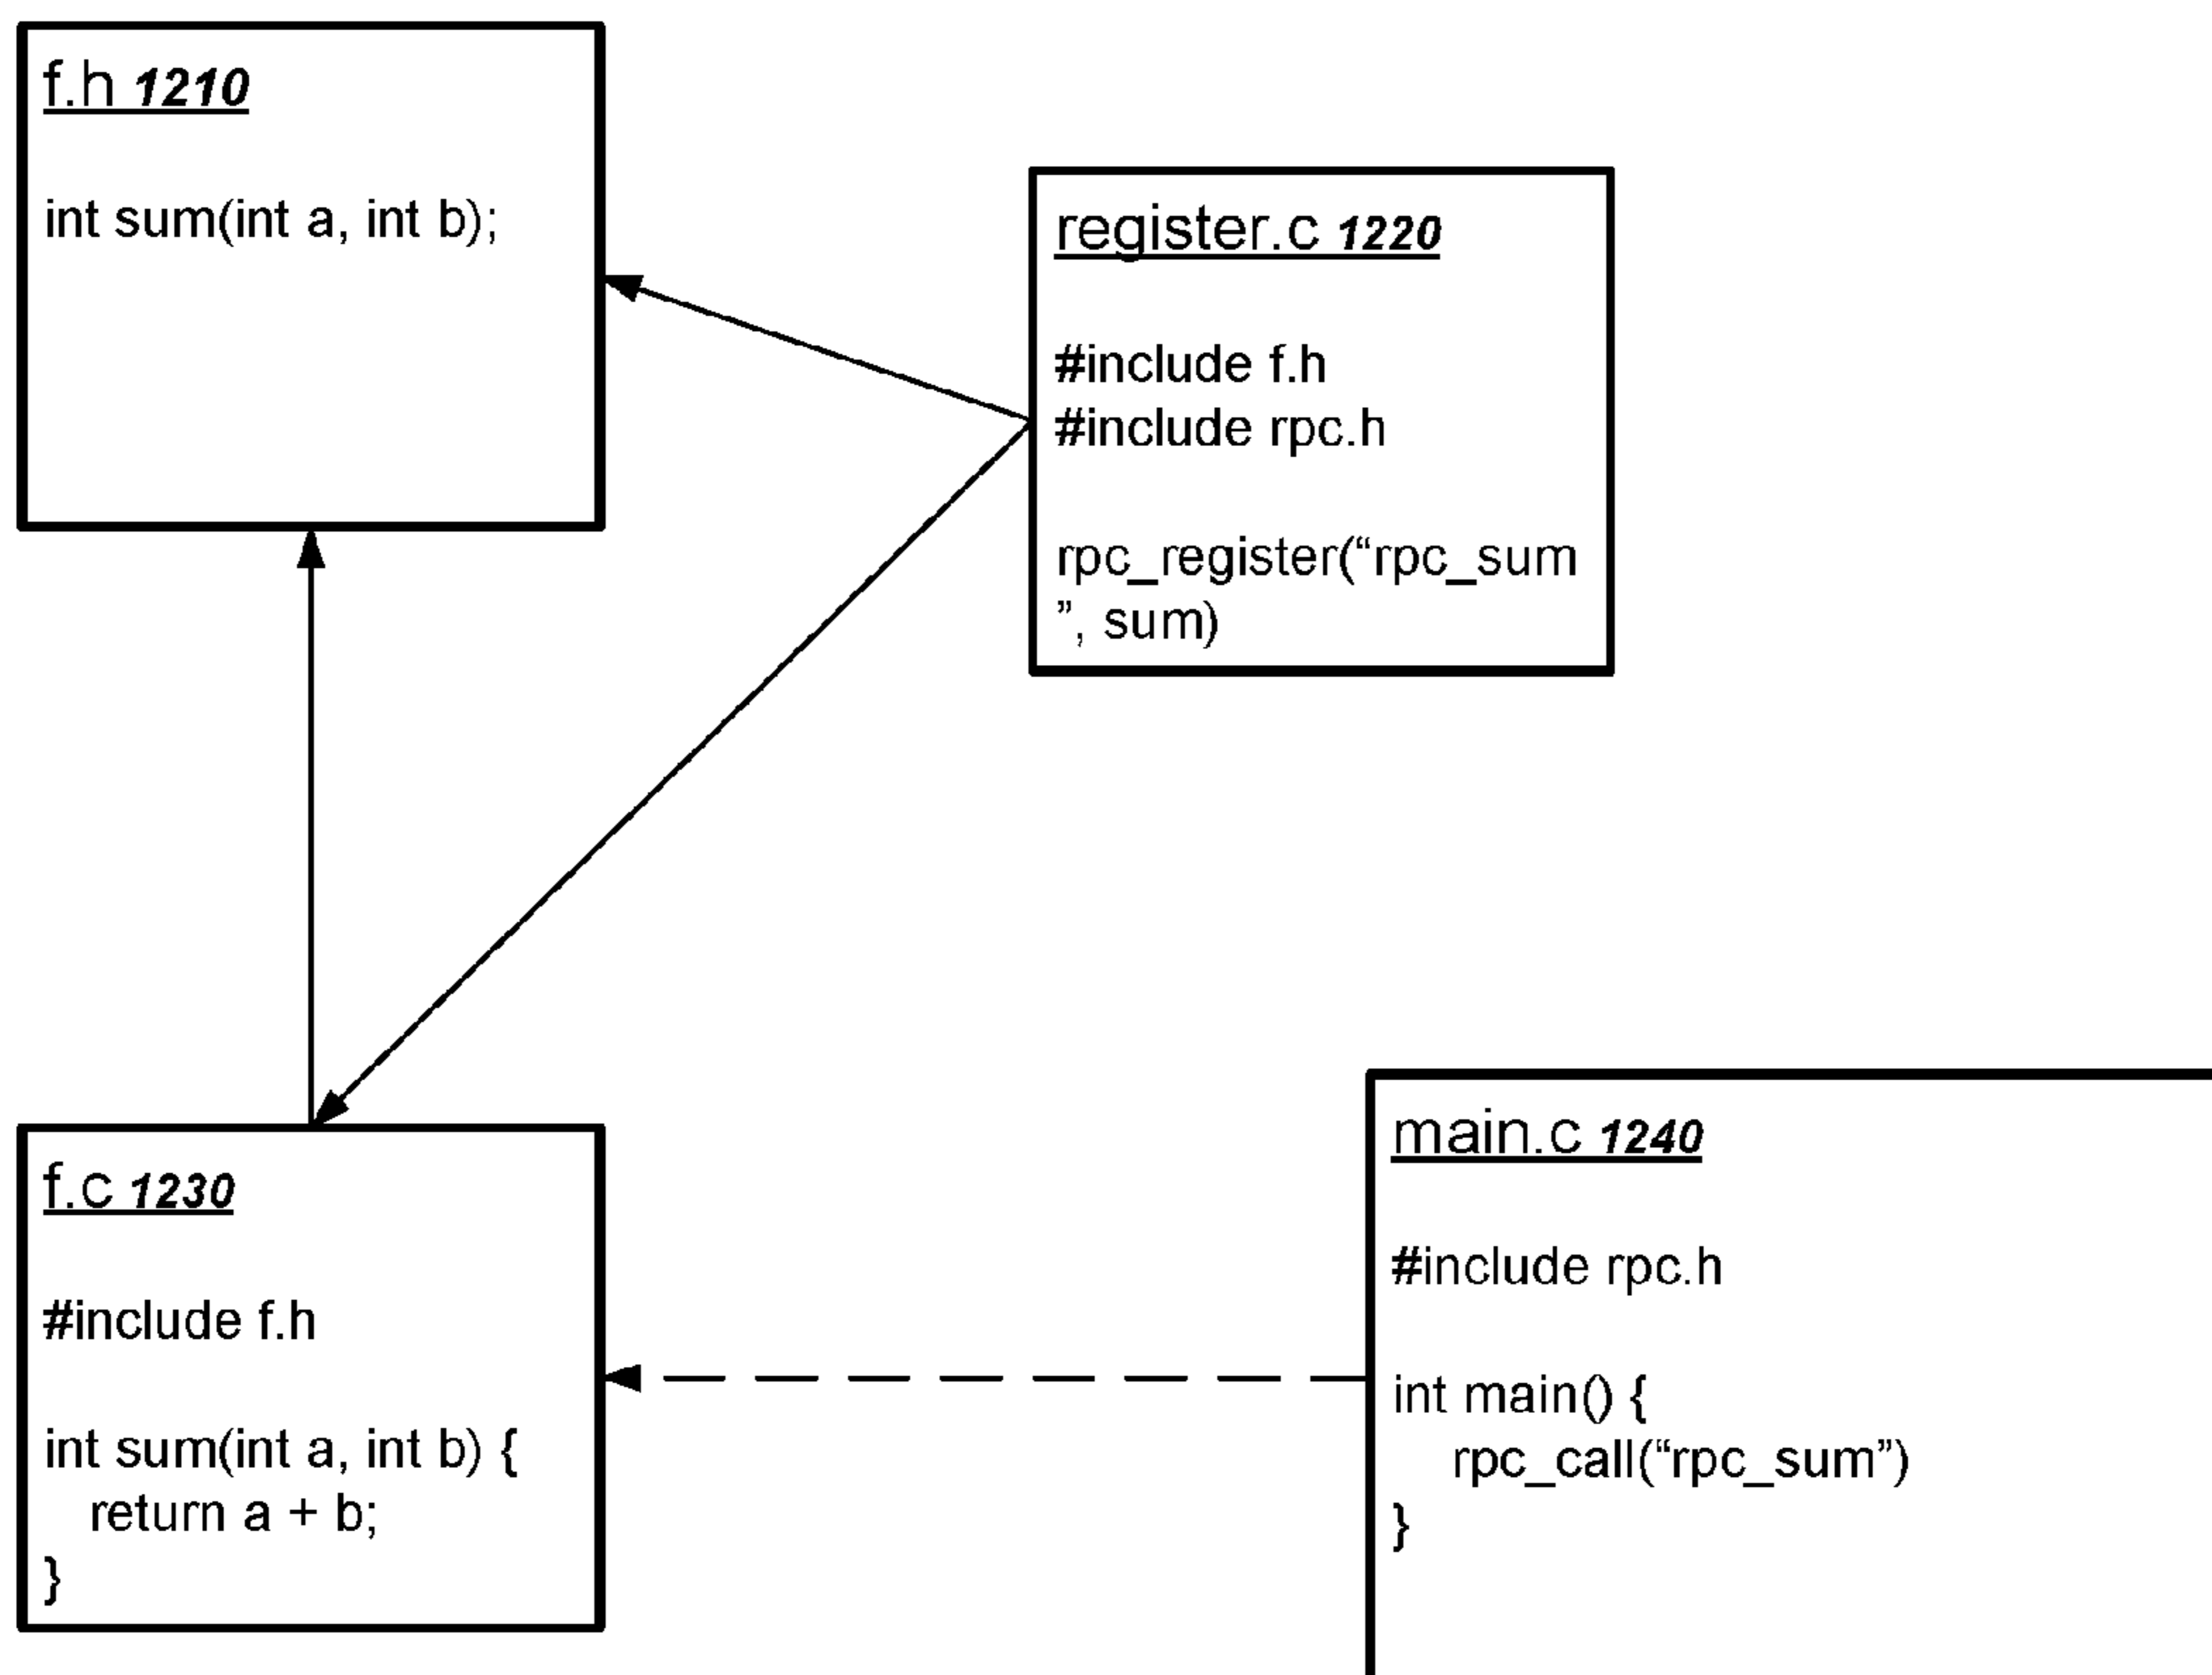 f.h 1210
int sum(int a, int b);
register.c 1220
#include f.h
#include rpc.h
rpc_register(“rpc_sum
”, sum)
f.c 1230
#include f.h
int sum(int a, int b) {
return a + b;
}
main.c 1240
#include rpc.h
int main() {
rpc_call(“rpc_sum”)
}